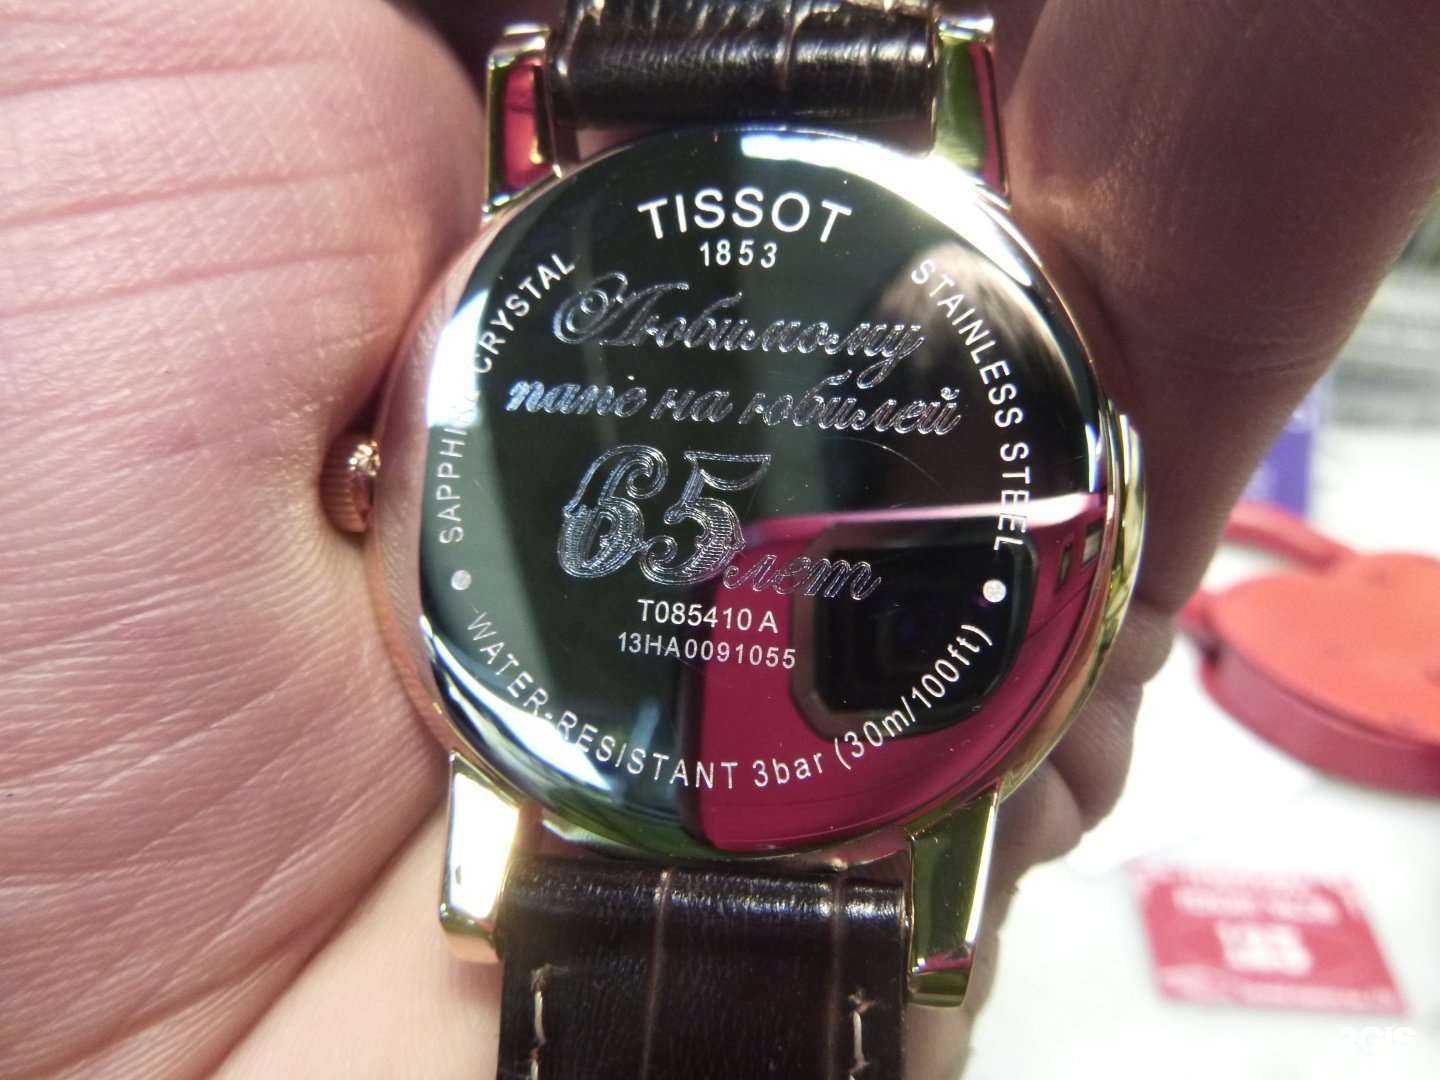 TISSOT
1853
SAPPHIRE CRYSTAL
STAINLESS STEEL
Любимому
папе на юбилей
65 лет
T085410 A
13HA0091055
WATER-RESISTANT 3bar (30m/100ft)
2GIS